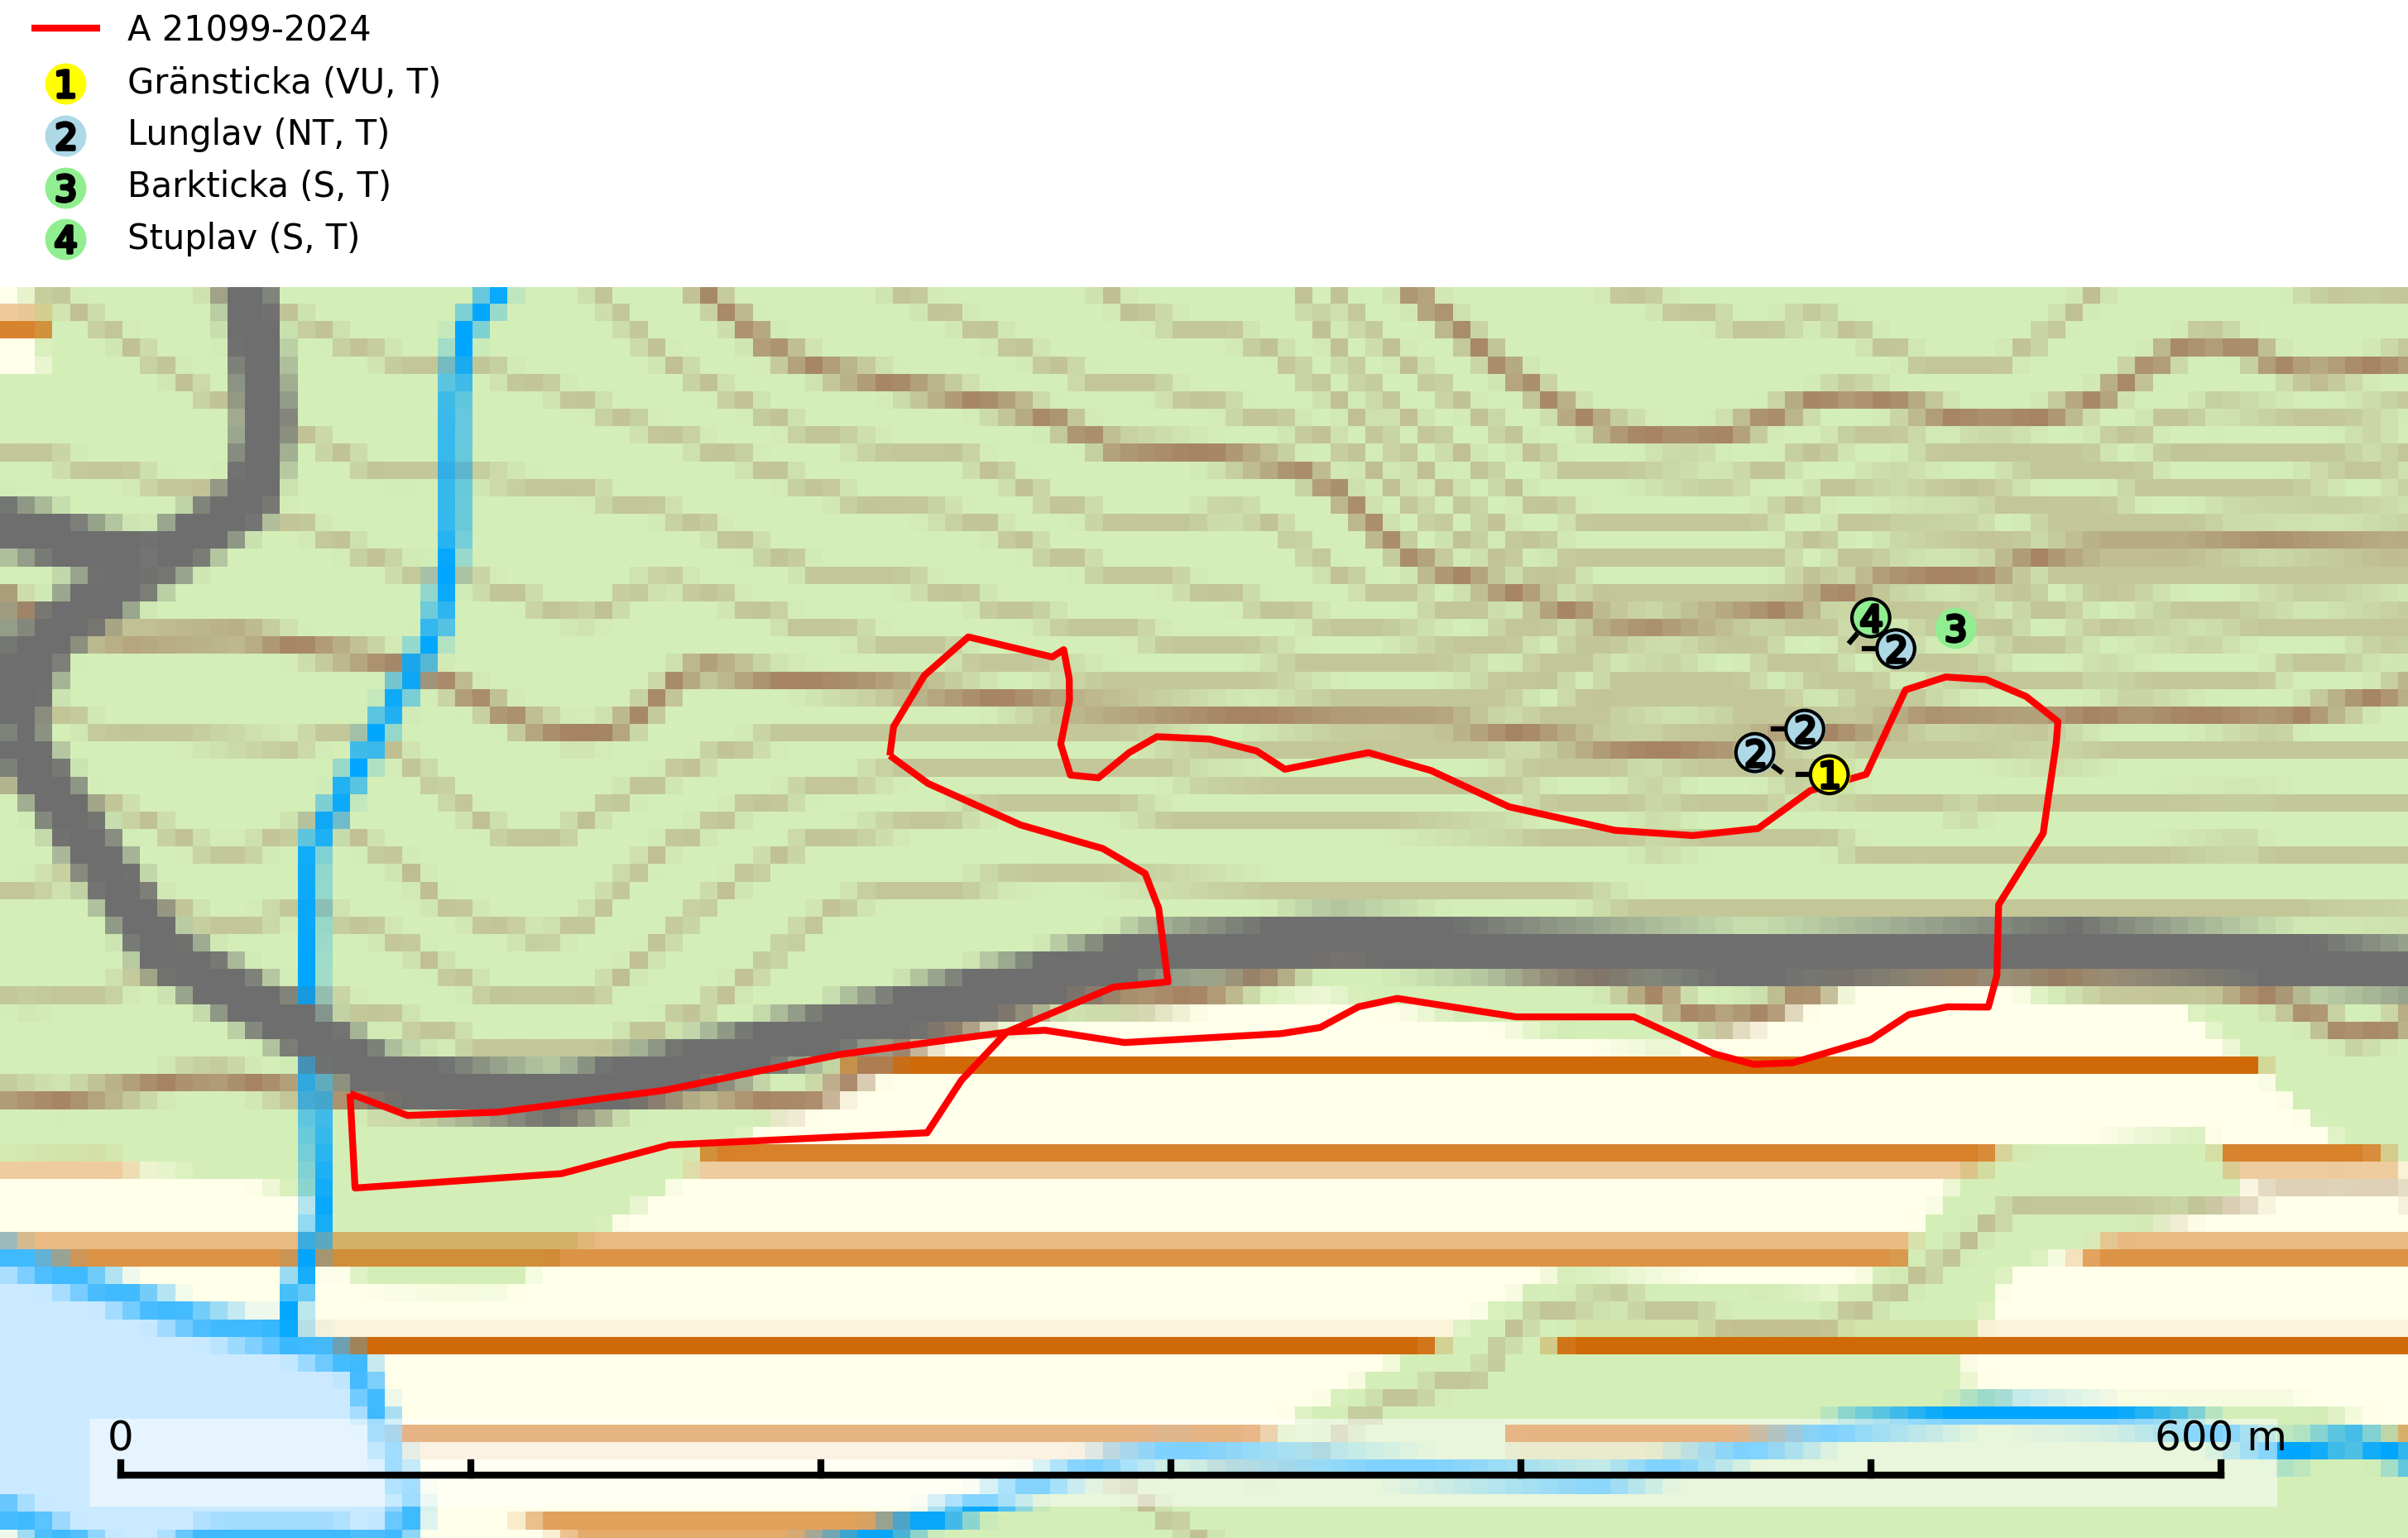 A 21099-2024
1 Gränsticka (VU, T)
2 Lunglav (NT, T)
3 Barkticka (S, T)
4 Stuplav (S, T)
4
3
2
2
2
1
0
600 m